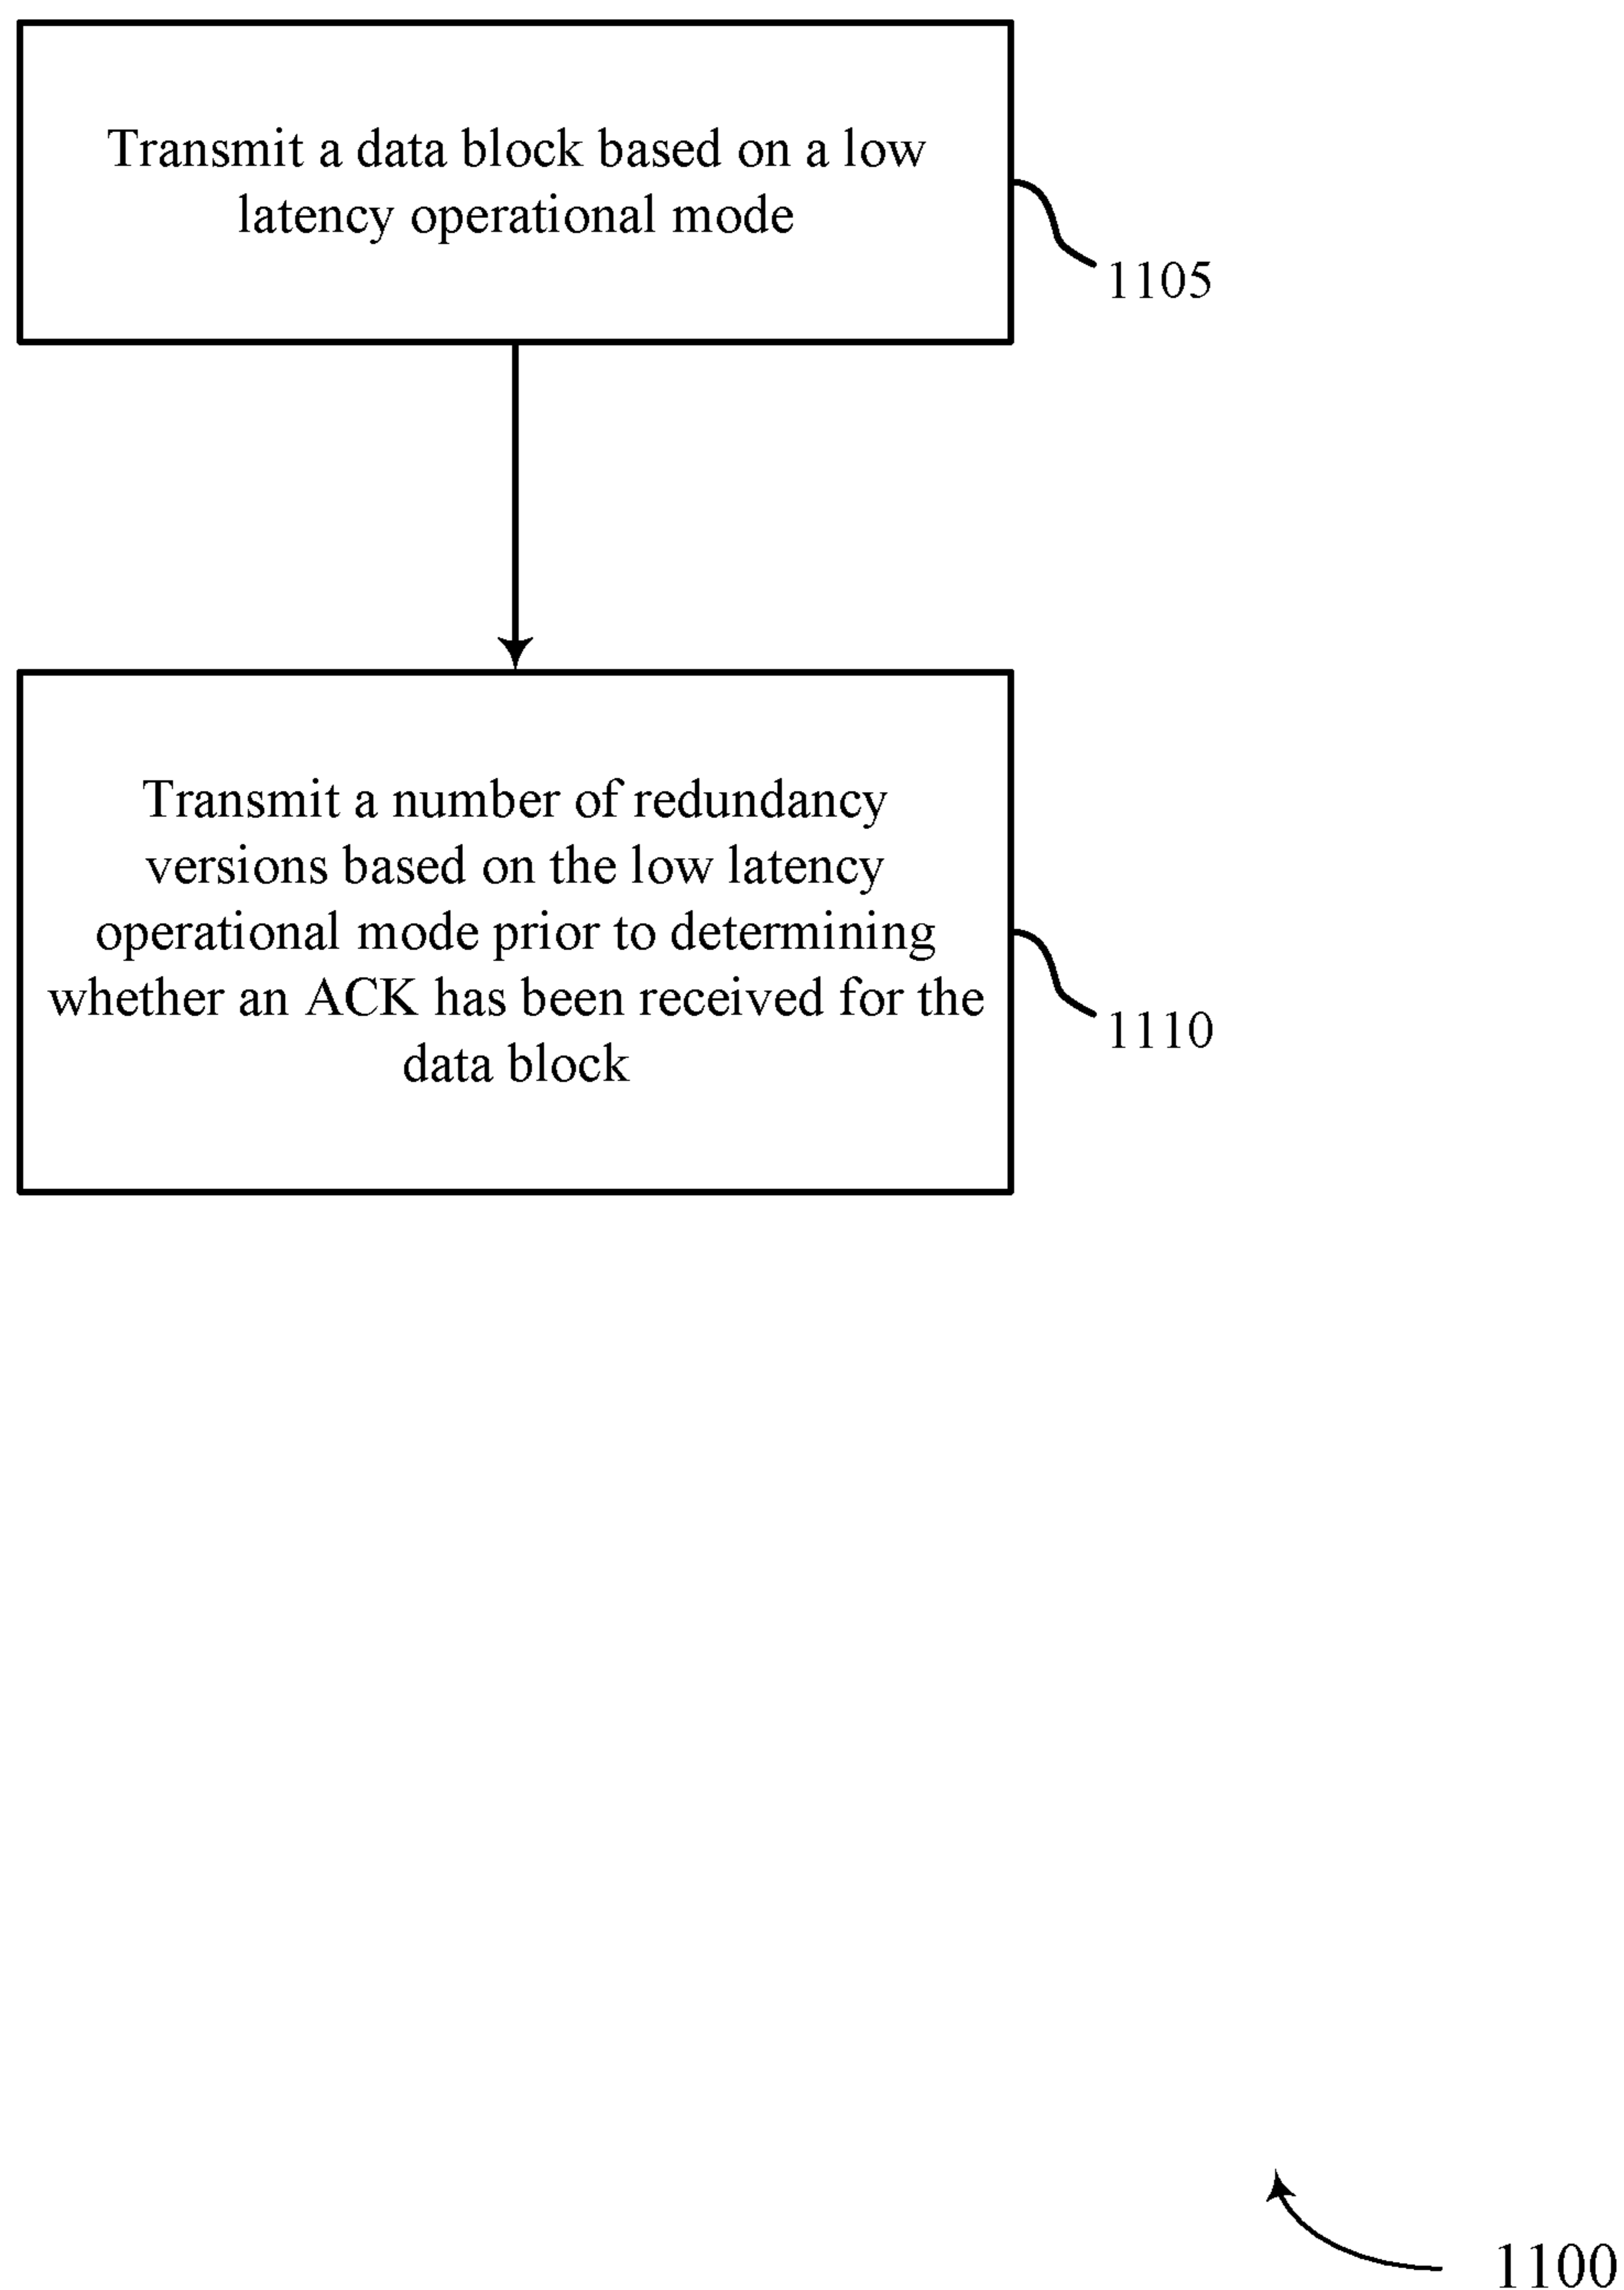 Transmit a data block based on a low
latency operational mode
1105
Transmit a number of redundancy
versions based on the low latency
operational mode prior to determining
whether an ACK has been received for the
data block
1110
1100